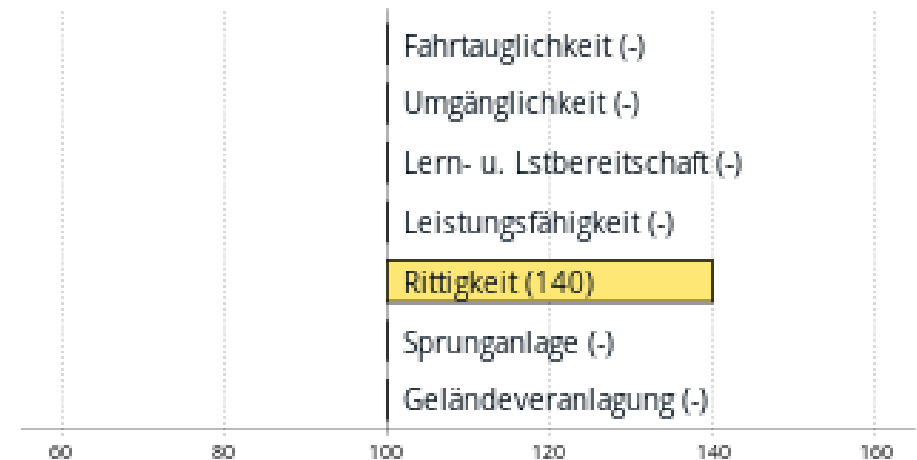 Fahrtauglichkeit (-)
Umgänglichkeit (-)
Lern- u. Lstbereitschaft (-)
Leistungsfähigkeit (-)
Rittigkeit (140)
Sprunganlage (-)
Geländeveranlagung (-)
60 80 100 120 140 160